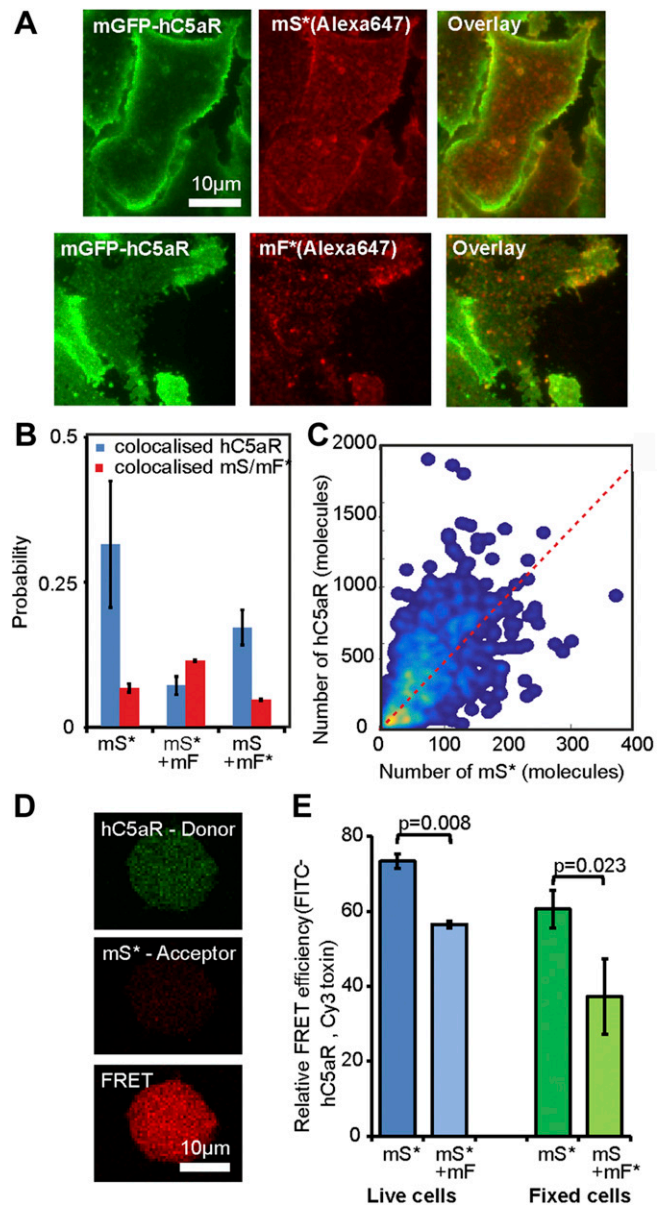 A
mGFP-hC5aR
mS*(Alexa647)
Overlay
10µm
mGFP-hC5aR
mF*(Alexa647)
Overlay
B
0.5
0.25
0
Probability
colocalised hC5aR
colocalised mS/mF*
mS*
mS*
+mF
mS
+mF*
C
2000
1500
1000
500
0
Number of hC5aR (molecules)
0
100
200
300
400
Number of mS* (molecules)
D
hC5aR - Donor
mS* - Acceptor
FRET
10µm
E
80
60
40
20
0
Relative FRET efficiency(FITC-
hC5aR , Cy3 toxin)
p=0.008
p=0.023
mS*
mS*
+mF
mS*
mS
+mF*
Live cells
Fixed cells